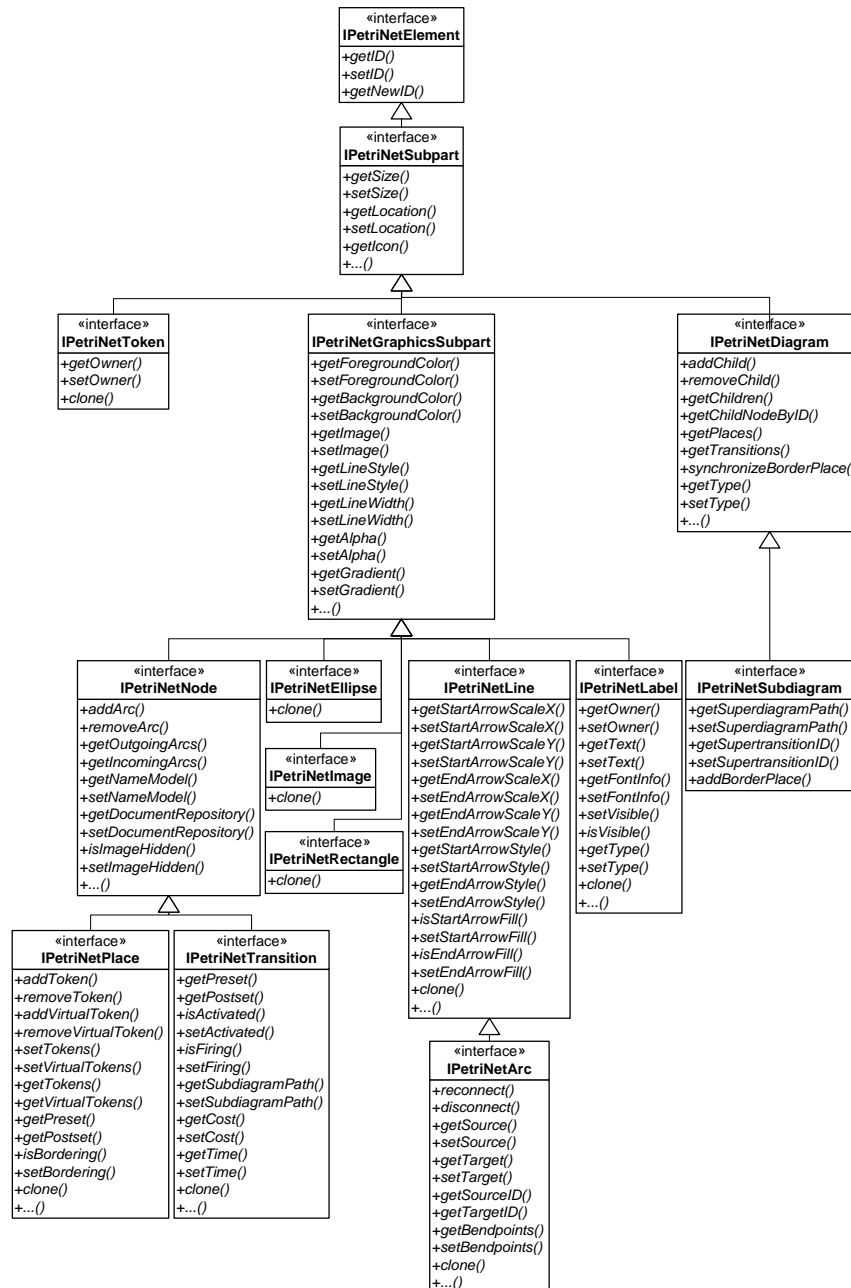 «interface»
IPetriNetElement
+getID()
+setID()
+getNewID()
«interface»
IPetriNetSubpart
+getSize()
+setSize()
+getLocation()
+setLocation()
+getIcon()
+...()
«interface»
IPetriNetToken
+getOwner()
+setOwner()
+clone()
«interface»
IPetriNetGraphicsSubpart
+getForegroundColor()
+setForegroundColor()
+getBackgroundColor()
+setBackgroundColor()
+getImage()
+setImage()
+getLineStyle()
+setLineStyle()
+getLineWidth()
+setLineWidth()
+getAlpha()
+setAlpha()
+getGradient()
+setGradient()
+...()
«interface»
IPetriNetDiagram
+addChild()
+removeChild()
+getChildren()
+getChildNodeByID()
+getPlaces()
+getTransitions()
+synchronizeBorderPlace(
+getType()
+setType()
+...()
«interface»
IPetriNetNode
+addArc()
+removeArc()
+getOutgoingArcs()
+getIncomingArcs()
+getNameModel()
+setNameModel()
+getDocumentRepository()
+setDocumentRepository()
+isImageHidden()
+setImageHidden()
+...()
«interface»
IPetriNetEllipse
+clone()
«interface»
IPetriNetImage
+clone()
«interface»
IPetriNetRectangle
+clone()
«interface»
IPetriNetLine
+getStartArrowScaleX()
+setStartArrowScaleX()
+getStartArrowScaleY()
+setStartArrowScaleY()
+getEndArrowScaleX()
+setEndArrowScaleX()
+getEndArrowScaleY()
+setEndArrowScaleY()
+getStartArrowStyle()
+setStartArrowStyle()
+getEndArrowStyle()
+setEndArrowStyle()
+isStartArrowFill()
+setStartArrowFill()
+isEndArrowFill()
+setEndArrowFill()
+clone()
+...()
«interface»
IPetriNetLabel
+getOwner()
+setOwner()
+getText()
+setText()
+getFontInfo()
+setFontInfo()
+setVisible()
+isVisible()
+getType()
+setType()
+clone()
+...()
«interface»
IPetriNetSubdiagram
+getSuperdiagramPath()
+setSuperdiagramPath()
+getSupertransitionID()
+setSupertransitionID()
+addBorderPlace()
«interface»
IPetriNetPlace
+addToken()
+removeToken()
+addVirtualToken()
+removeVirtualToken()
+setTokens()
+setVirtualTokens()
+getTokens()
+getVirtualTokens()
+getPreset()
+getPostset()
+isBordering()
+setBordering()
+clone()
+...()
«interface»
IPetriNetTransition
+getPreset()
+getPostset()
+isActivated()
+setActivated()
+isFiring()
+setFiring()
+getSubdiagramPath()
+setSubdiagramPath()
+getCost()
+setCost()
+getTime()
+setTime()
+clone()
+...()
«interface»
IPetriNetArc
+reconnect()
+disconnect()
+getSource()
+setSource()
+getTarget()
+setTarget()
+getSourceID()
+getTargetID()
+getBendpoints()
+setBendpoints()
+clone()
+...()